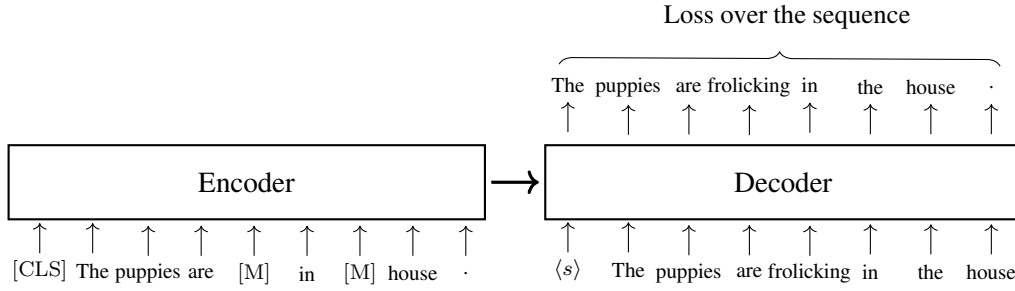 Loss over the sequence
The puppies are frolicking in the house ·
Encoder
Decoder
[CLS] The puppies are [M] in [M] house ·
⟨s⟩ The puppies are frolicking in the house